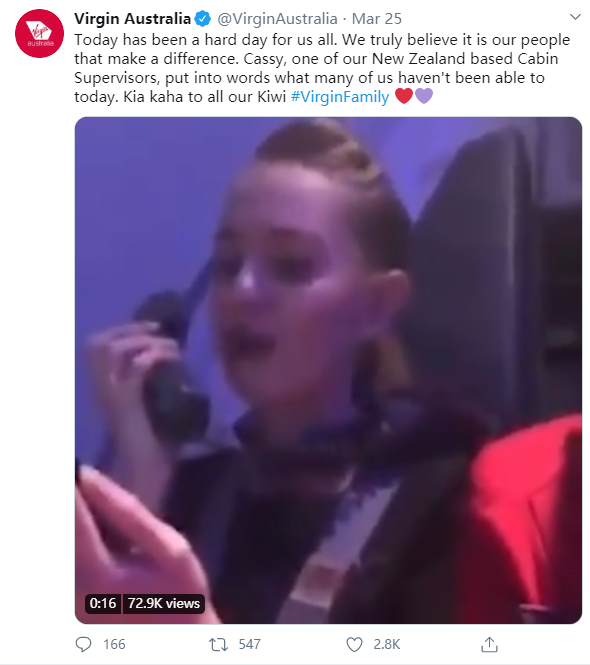 Virgin Australia @VirginAustralia · Mar 25
Today has been a hard day for us all. We truly believe it is our people
that make a difference. Cassy, one of our New Zealand based Cabin
Supervisors, put into words what many of us haven't been able to
today. Kia kaha to all our Kiwi #VirginFamily ❤️💜
Virgin
australia
0:16 72.9K views
166 547 2.8K